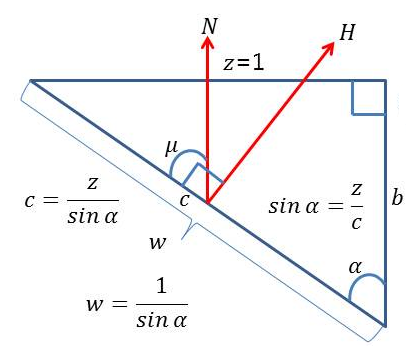 N
H
z=1
μ
c = z / sin α
c
sin α = z / c
b
w
α
w = 1 / sin α